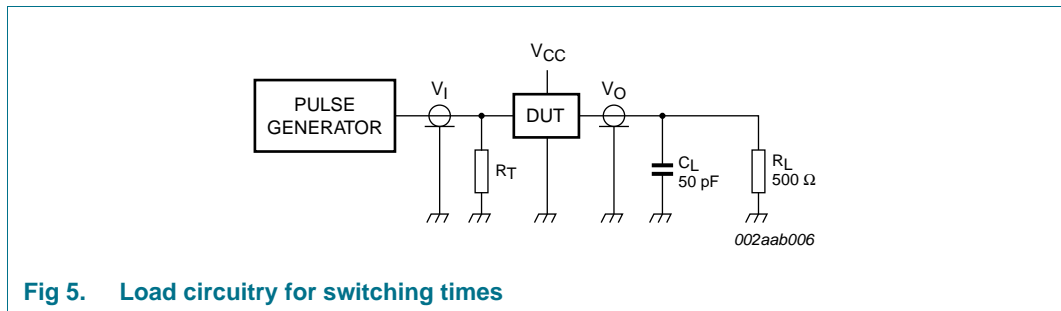 VCC
VI
VO
PULSE
GENERATOR
DUT
RT
CL
50 pF
RL
500 Ω
002aab006
Fig 5. Load circuitry for switching times